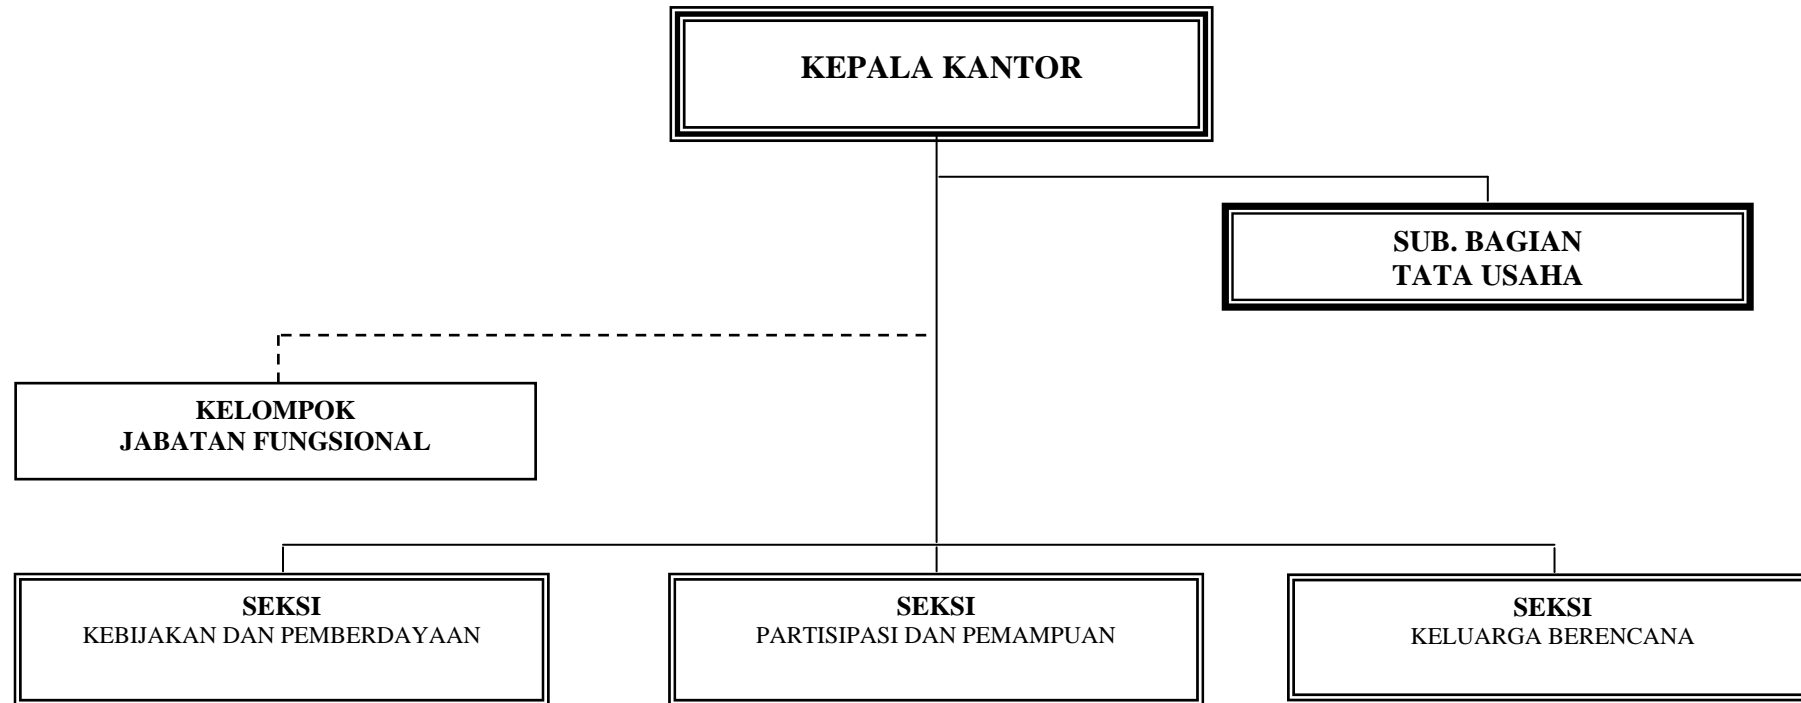 KEPALA KANTOR
SUB. BAGIAN
TATA USAHA
KELOMPOK
JABATAN FUNGSIONAL
SEKSI
KEBIJAKAN DAN PEMBERDAYAAN
SEKSI
PARTISIPASI DAN PEMAMPUAN
SEKSI
KELUARGA BERENCANA